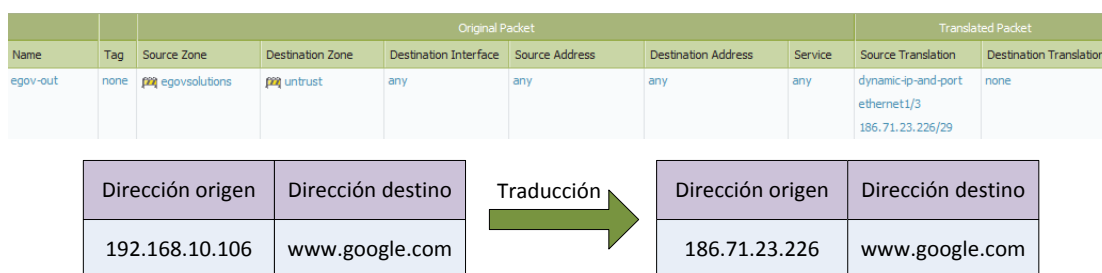 Original Packet Translated Packet
Name Tag Source Zone Destination Zone Destination Interface Source Address Destination Address Service Source Translation Destination Translation
egov-out none egovsolutions untrust any any any any dynamic-ip-and-port none
ethernet1/3
186.71.23.226/29
Dirección origen Dirección destino Traducción Dirección origen Dirección destino
192.168.10.106 www.google.com 186.71.23.226 www.google.com